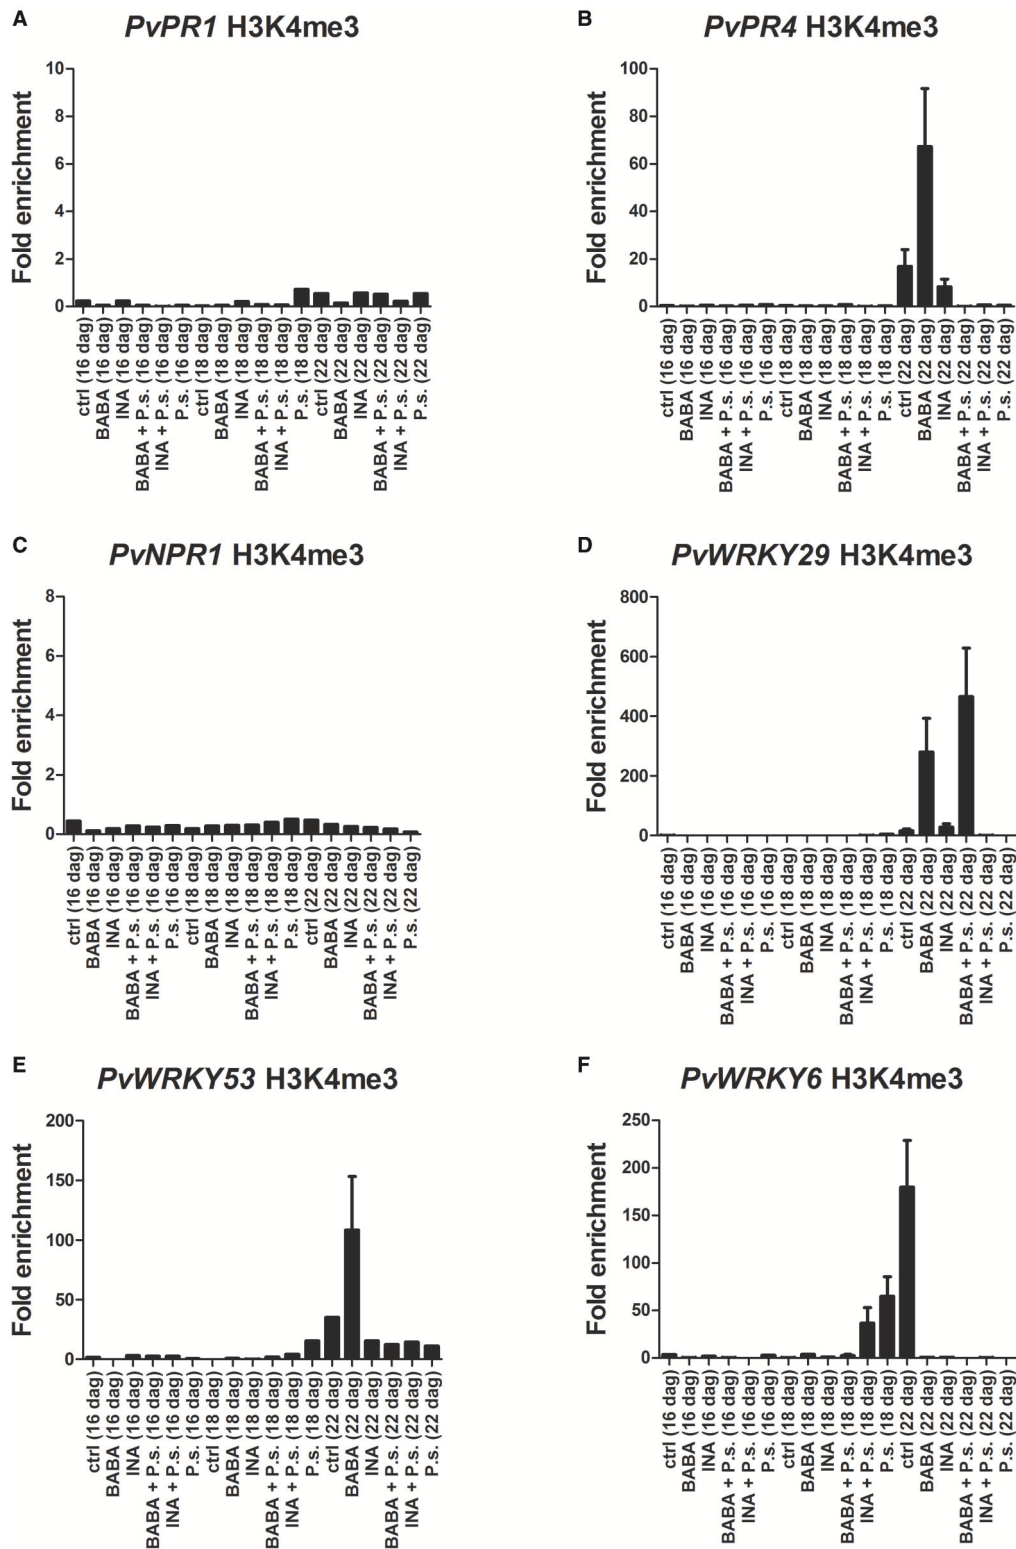 A
PvPR1 H3K4me3
Fold enrichment
10
8
6
4
2
0
ctrl (16 dag)
BABA (16 dag)
INA (16 dag)
BABA + P.s. (16 dag)
INA + P.s. (16 dag)
P.s. (16 dag)
ctrl (18 dag)
BABA (18 dag)
INA (18 dag)
BABA + P.s. (18 dag)
INA + P.s. (18 dag)
P.s. (18 dag)
ctrl (22 dag)
BABA (22 dag)
INA (22 dag)
BABA + P.s. (22 dag)
INA + P.s. (22 dag)
P.s. (22 dag)
B
PvPR4 H3K4me3
Fold enrichment
100
80
60
40
20
0
ctrl (16 dag)
BABA (16 dag)
INA (16 dag)
BABA + P.s. (16 dag)
INA + P.s. (16 dag)
P.s. (16 dag)
ctrl (18 dag)
BABA (18 dag)
INA (18 dag)
BABA + P.s. (18 dag)
INA + P.s. (18 dag)
P.s. (18 dag)
ctrl (22 dag)
BABA (22 dag)
INA (22 dag)
BABA + P.s. (22 dag)
INA + P.s. (22 dag)
P.s. (22 dag)
C
PvNPR1 H3K4me3
Fold enrichment
8
6
4
2
0
ctrl (16 dag)
BABA (16 dag)
INA (16 dag)
BABA + P.s. (16 dag)
INA + P.s. (16 dag)
P.s. (16 dag)
ctrl (18 dag)
BABA (18 dag)
INA (18 dag)
BABA + P.s. (18 dag)
INA + P.s. (18 dag)
P.s. (18 dag)
ctrl (22 dag)
BABA (22 dag)
INA (22 dag)
BABA + P.s. (22 dag)
INA + P.s. (22 dag)
P.s. (22 dag)
D
PvWRKY29 H3K4me3
Fold enrichment
800
600
400
200
0
ctrl (16 dag)
BABA (16 dag)
INA (16 dag)
BABA + P.s. (16 dag)
INA + P.s. (16 dag)
P.s. (16 dag)
ctrl (18 dag)
BABA (18 dag)
INA (18 dag)
BABA + P.s. (18 dag)
INA + P.s. (18 dag)
P.s. (18 dag)
ctrl (22 dag)
BABA (22 dag)
INA (22 dag)
BABA + P.s. (22 dag)
INA + P.s. (22 dag)
P.s. (22 dag)
E
PvWRKY53 H3K4me3
Fold enrichment
200
150
100
50
0
ctrl (16 dag)
BABA (16 dag)
INA (16 dag)
BABA + P.s. (16 dag)
INA + P.s. (16 dag)
P.s. (16 dag)
ctrl (18 dag)
BABA (18 dag)
INA (18 dag)
BABA + P.s. (18 dag)
INA + P.s. (18 dag)
P.s. (18 dag)
ctrl (22 dag)
BABA (22 dag)
INA (22 dag)
BABA + P.s. (22 dag)
INA + P.s. (22 dag)
P.s. (22 dag)
F
PvWRKY6 H3K4me3
Fold enrichment
250
200
150
100
50
0
ctrl (16 dag)
BABA (16 dag)
INA (16 dag)
BABA + P.s. (16 dag)
INA + P.s. (16 dag)
P.s. (16 dag)
ctrl (18 dag)
BABA (18 dag)
INA (18 dag)
BABA + P.s. (18 dag)
INA + P.s. (18 dag)
P.s. (18 dag)
ctrl (22 dag)
BABA (22 dag)
INA (22 dag)
BABA + P.s. (22 dag)
INA + P.s. (22 dag)
P.s. (22 dag)